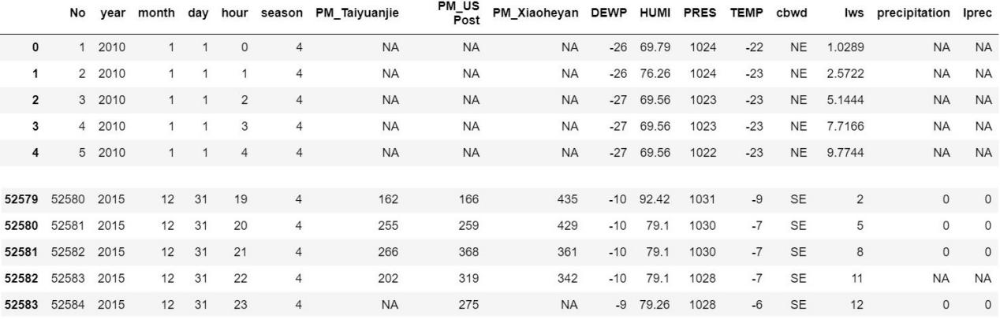 No year month day hour season PM_Taiyuanjie PM_US Post PM_Xiaoheyan DEWP HUMI PRES TEMP cbwd Iws precipitation Iprec
0 1 2010 1 1 0 4 NA NA NA -26 69.79 1024 -22 NE 1.0289 NA NA
1 2 2010 1 1 1 4 NA NA NA -26 76.26 1024 -23 NE 2.5722 NA NA
2 3 2010 1 1 2 4 NA NA NA -27 69.56 1023 -23 NE 5.1444 NA NA
3 4 2010 1 1 3 4 NA NA NA -27 69.56 1023 -23 NE 7.7166 NA NA
4 5 2010 1 1 4 4 NA NA NA -27 69.56 1022 -23 NE 9.7744 NA NA
52579 52580 2015 12 31 19 4 162 166 435 -10 92.42 1031 -9 SE 2 0 0
52580 52581 2015 12 31 20 4 255 259 429 -10 79.1 1030 -7 SE 5 0 0
52581 52582 2015 12 31 21 4 266 368 361 -10 79.1 1030 -7 SE 8 0 0
52582 52583 2015 12 31 22 4 202 319 342 -10 79.1 1028 -7 SE 11 NA NA
52583 52584 2015 12 31 23 4 NA 275 NA -9 79.26 1028 -6 SE 12 0 0